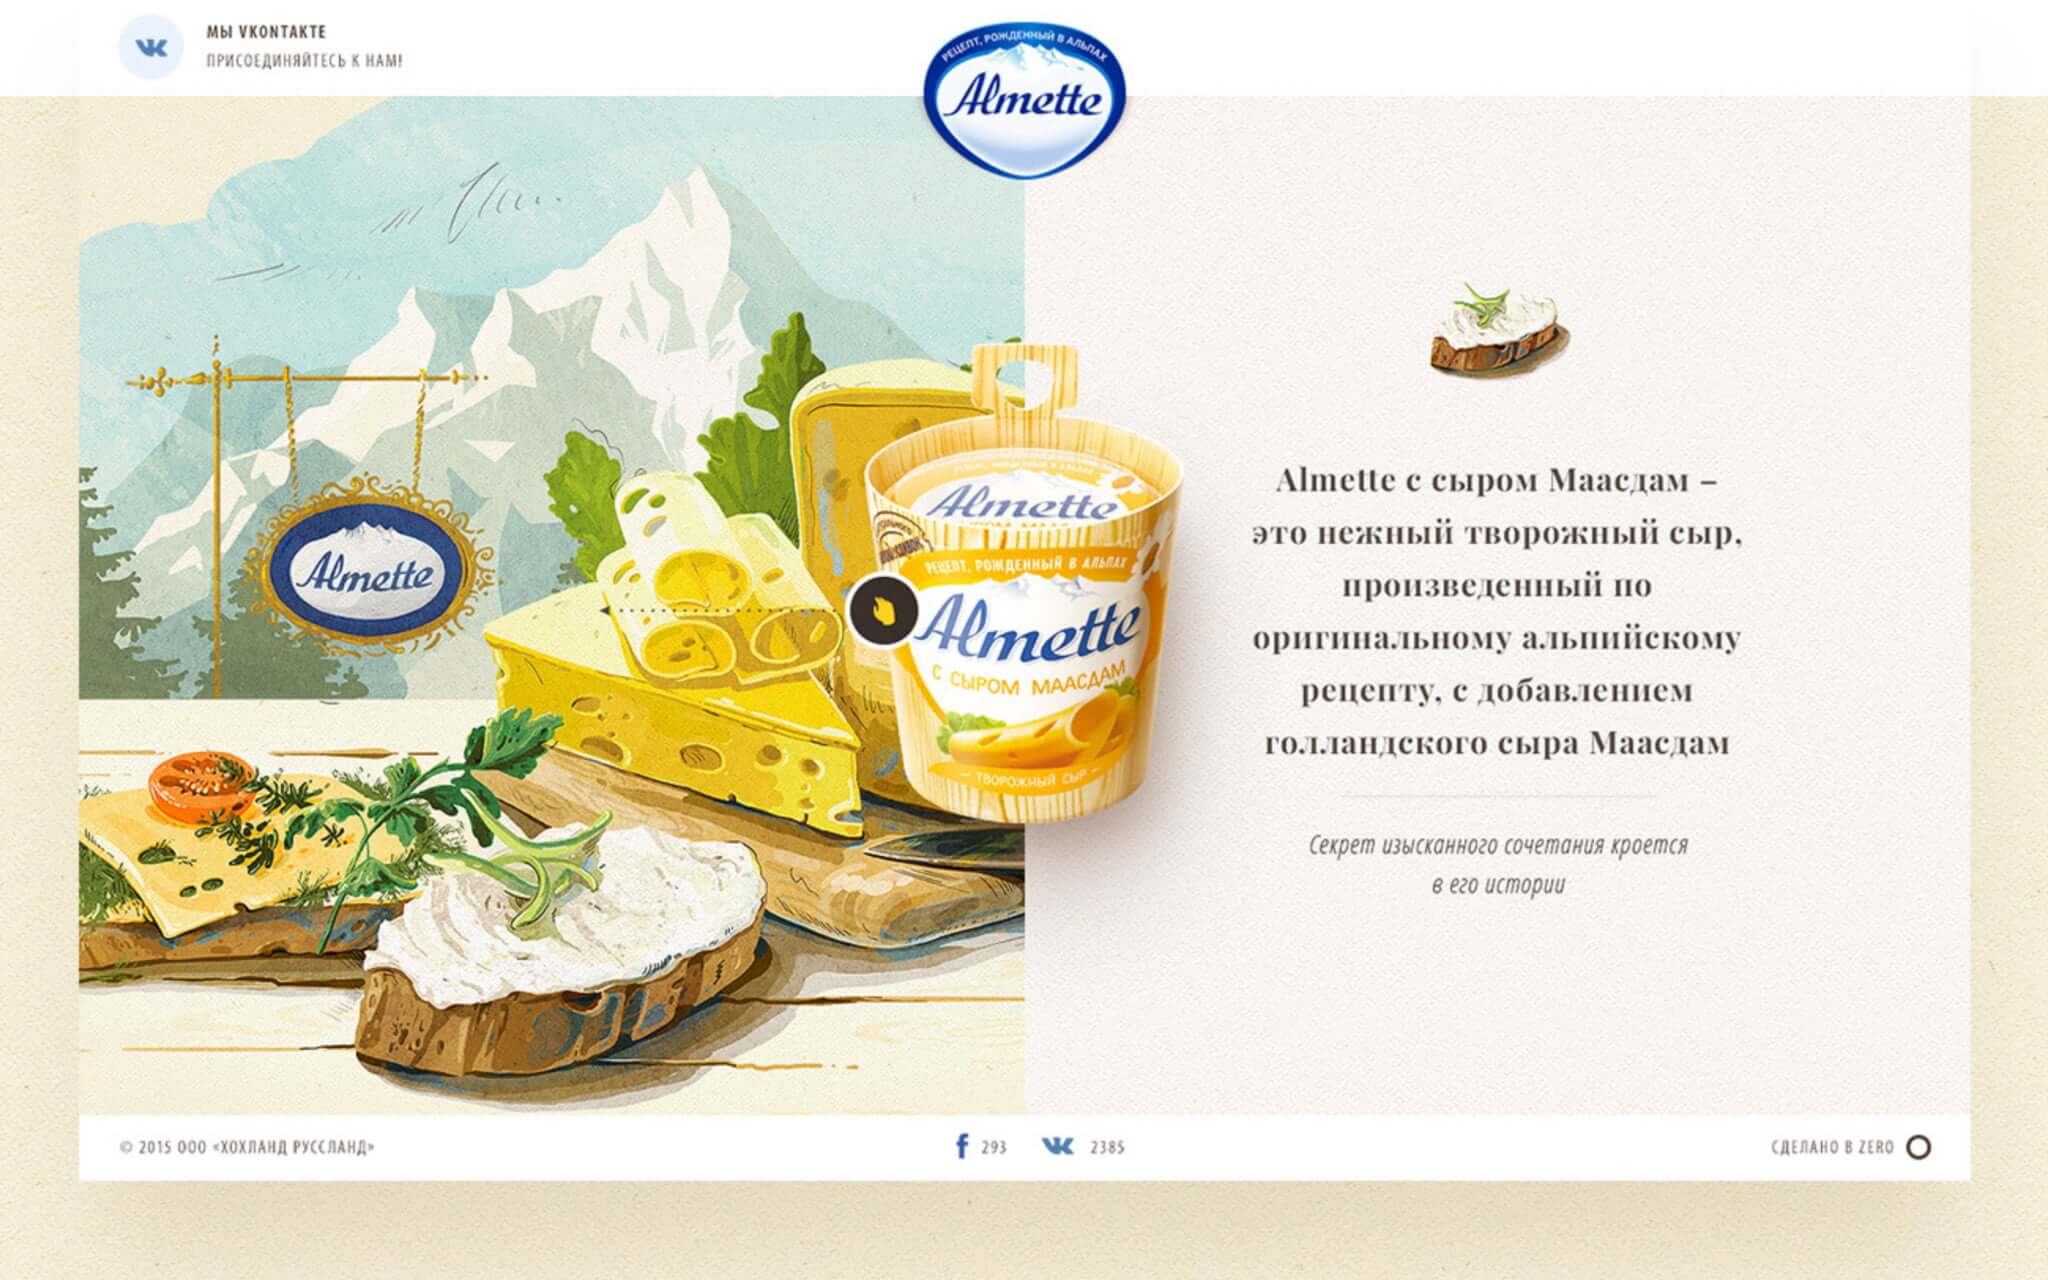 МЫ VKONTAKTE
ПРИСОЕДИНЯЙТЕСЬ К НАМ!
РЕЦЕПТ, РОЖДЕННЫЙ В АЛЬПАХ
Almette
Almette
Almette
РЕЦЕПТ, РОЖДЕННЫЙ В АЛЬПАХ
Almette
С СЫРОМ МААСДАМ
— ТВОРОЖНЫЙ СЫР —
Almette с сыром Маасдам –
это нежный творожный сыр,
произведенный по
оригинальному альпийскому
рецепту, с добавлением
голландского сыра Маасдам
Секрет изысканного сочетания кроется
в его истории
© 2015 ООО «ХОХЛАНД РУССЛАНД»
293
2385
СДЕЛАНО В ZERO